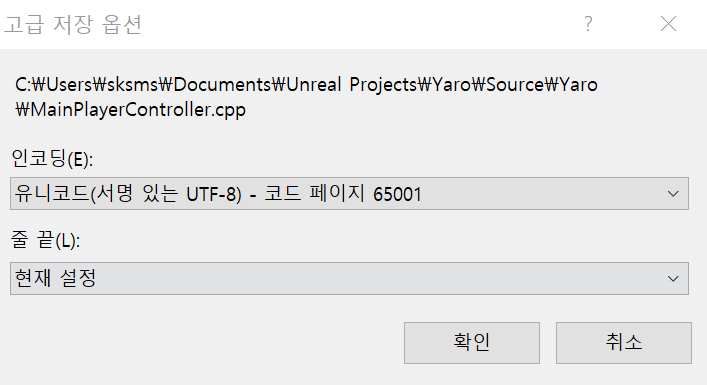 고급 저장 옵션
C:₩Users₩sksms₩Documents₩Unreal Projects₩Yaro₩Source₩Yaro
₩MainPlayerController.cpp
인코딩(E):
유니코드(서명 있는 UTF-8) - 코드 페이지 65001
줄 끝(L):
현재 설정
확인
취소